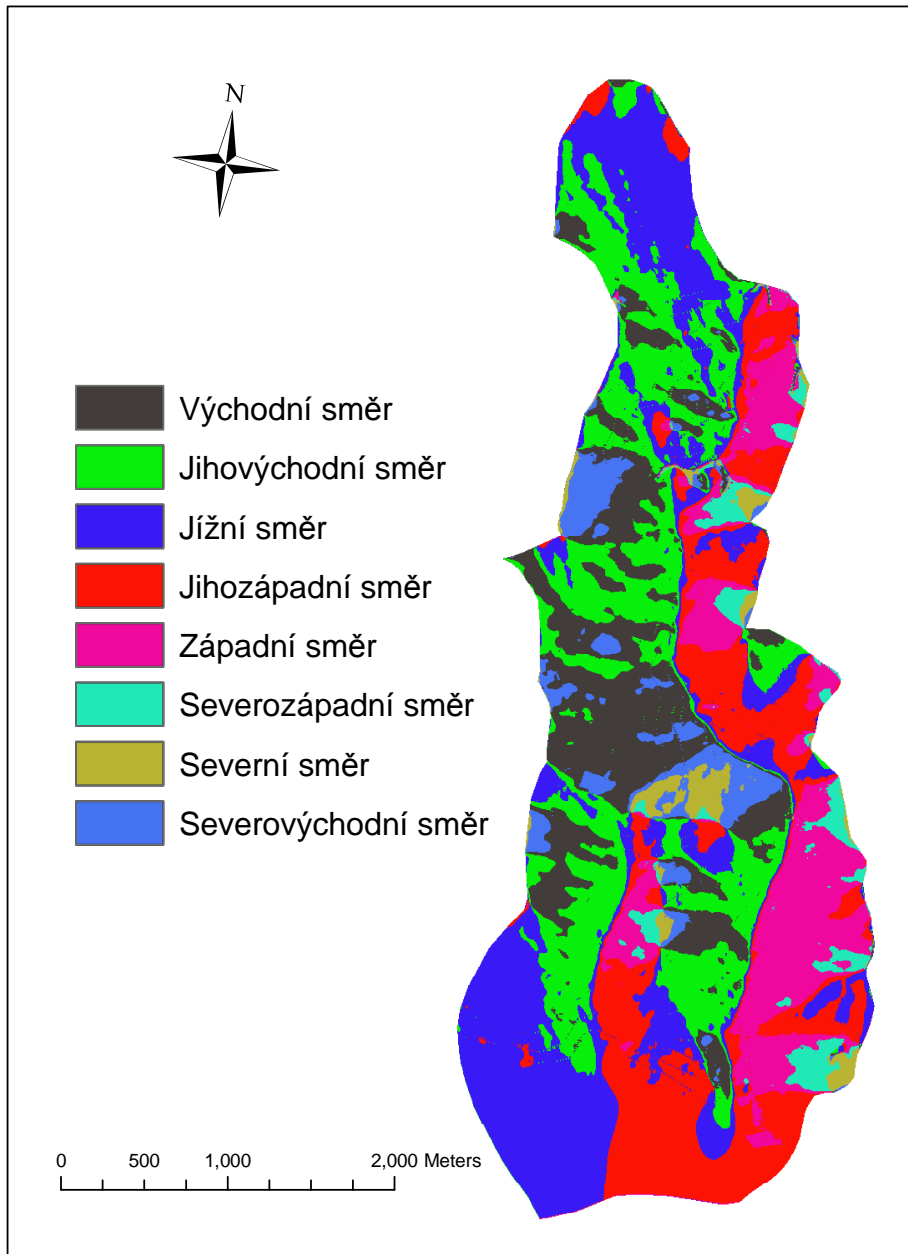 N
Východní směr
Jihovýchodní směr
Jížní směr
Jihozápadní směr
Západní směr
Severozápadní směr
Severní směr
Severovýchodní směr
0 500 1,000 2,000 Meters